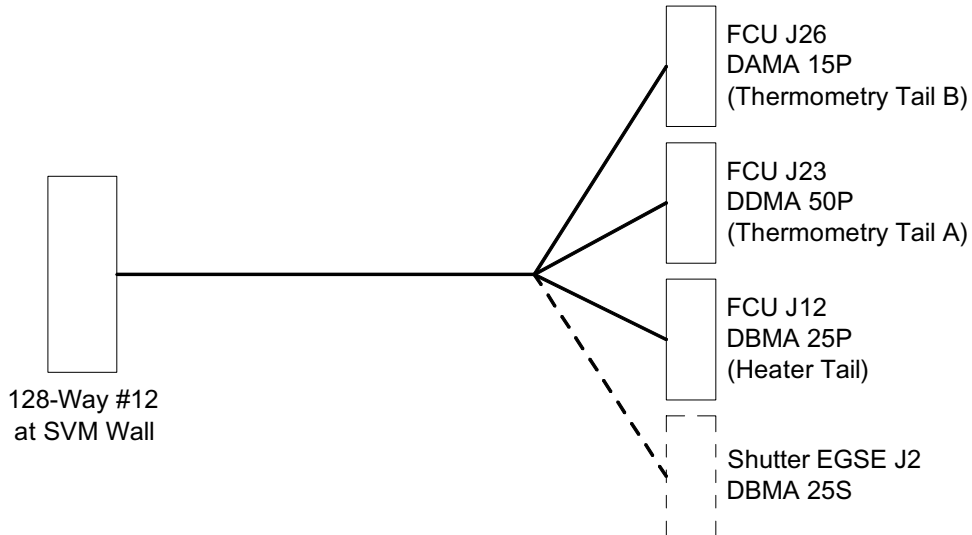 FCU J26
DAMA 15P
(Thermometry Tail B)
FCU J23
DDMA 50P
(Thermometry Tail A)
FCU J12
DBMA 25P
(Heater Tail)
128-Way #12
at SVM Wall
Shutter EGSE J2
DBMA 25S